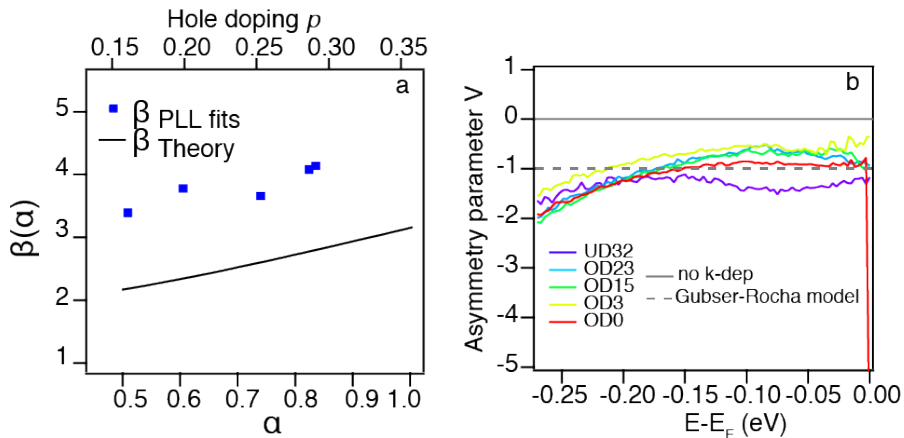 Hole doping p
0.15 0.20 0.25 0.30 0.35
a
5
4
3
2
1
β(α)
β PLL fits
β Theory
0.5 0.6 0.7 0.8 0.9 1.0
α
b
1
0
-1
-2
-3
-4
-5
Asymmetry parameter V
UD32
OD23
OD15
OD3
OD0
no k-dep
Gubser-Rocha model
-0.25 -0.20 -0.15 -0.10 -0.05 0.00
E-EF (eV)